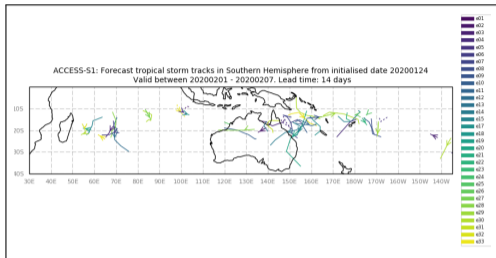 ACCESS-S1: Forecast tropical storm tracks in Southern Hemisphere from initialised date 20200124
Valid between 20200201 - 20200207. Lead time: 14 days
10S
20S
30S
40S
30E 40E 50E 60E 70E 80E 90E 100E 110E 120E 130E 140E 150E 160E 170E 180E 170W 160W 150W 140W
e01
e02
e03
e04
e05
e06
e07
e08
e09
e10
e11
e12
e13
e14
e15
e16
e17
e18
e19
e20
e21
e22
e23
e24
e25
e26
e27
e28
e29
e30
e31
e32
e33